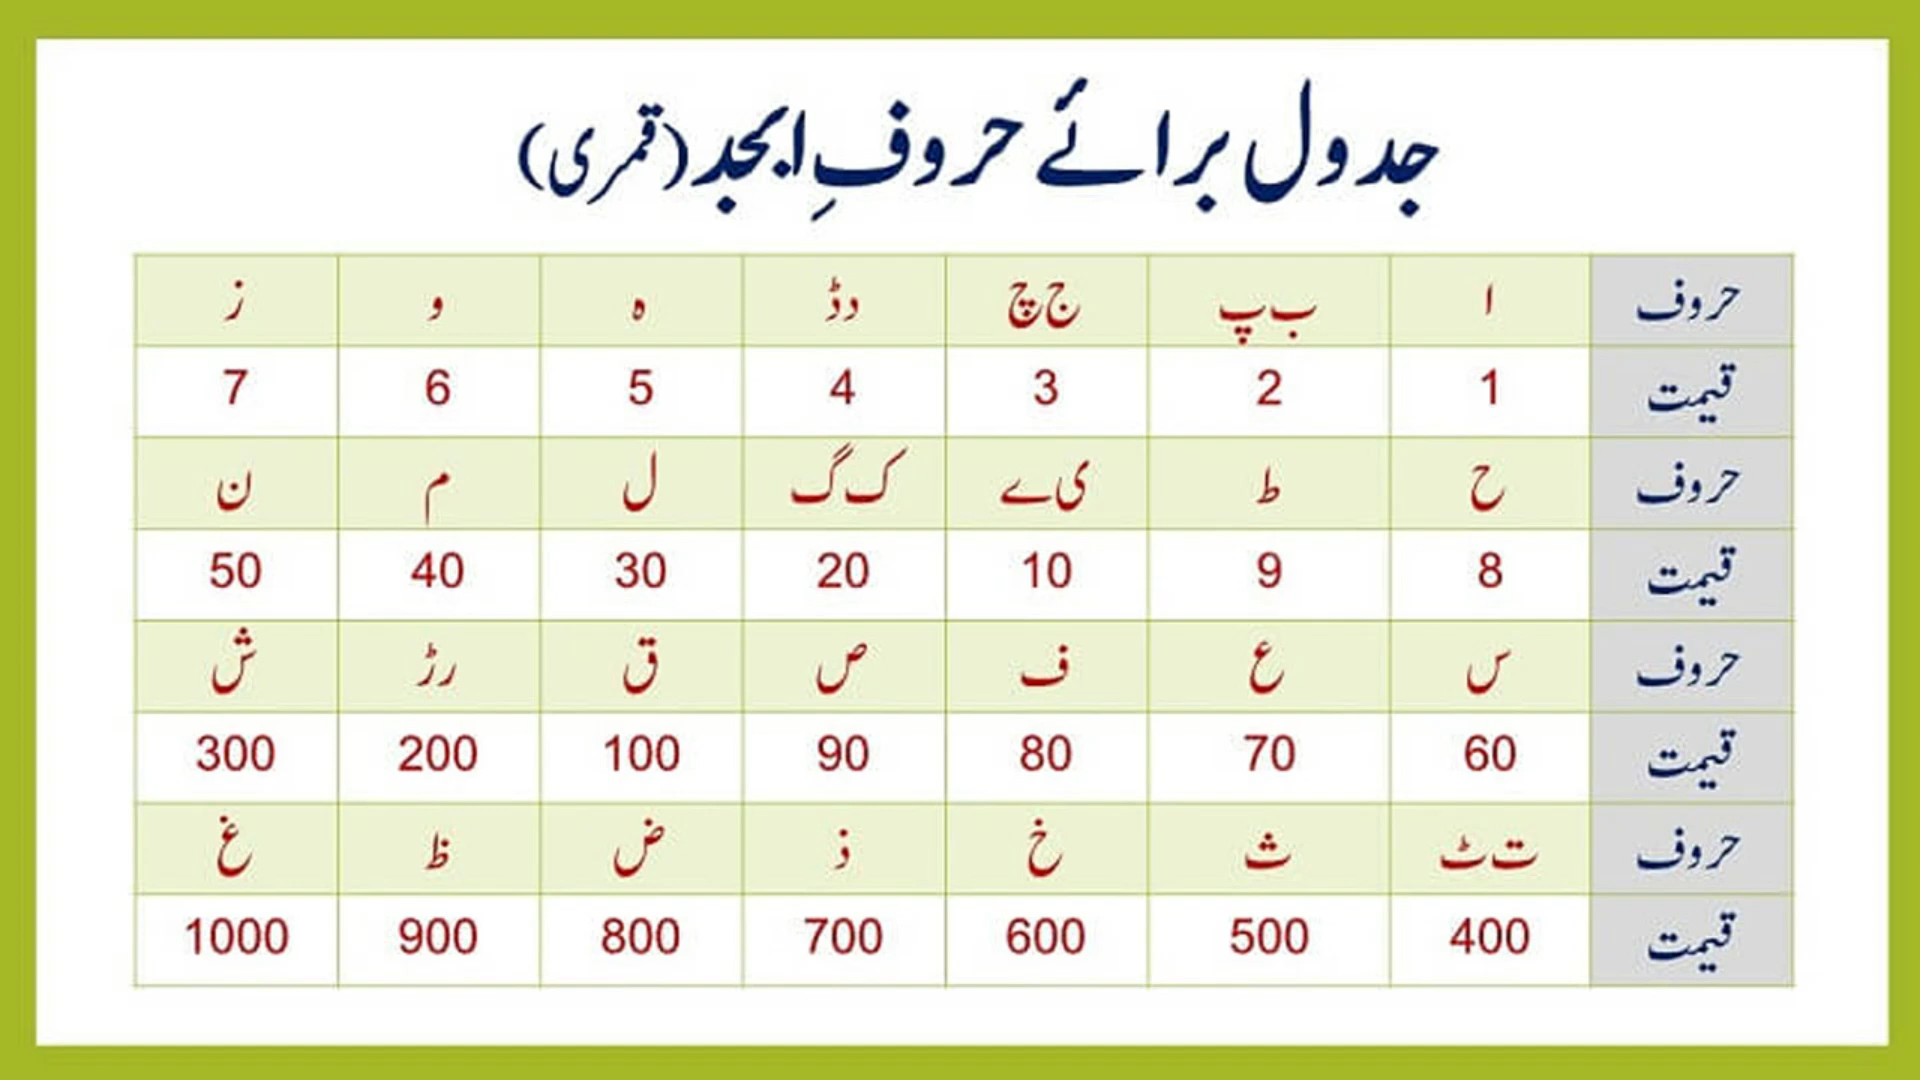 جدول برائے حروفِ ابجد (قمری)
حروف ا ب پ ج چ د ڈ ہ و ز
قیمت 1 2 3 4 5 6 7
حروف ح ط ی ے ک گ ل م ن
قیمت 8 9 10 20 30 40 50
حروف س ع ف ص ق ر ڑ ش
قیمت 60 70 80 90 100 200 300
حروف ت ٹ ث خ ذ ض ظ غ
قیمت 400 500 600 700 800 900 1000